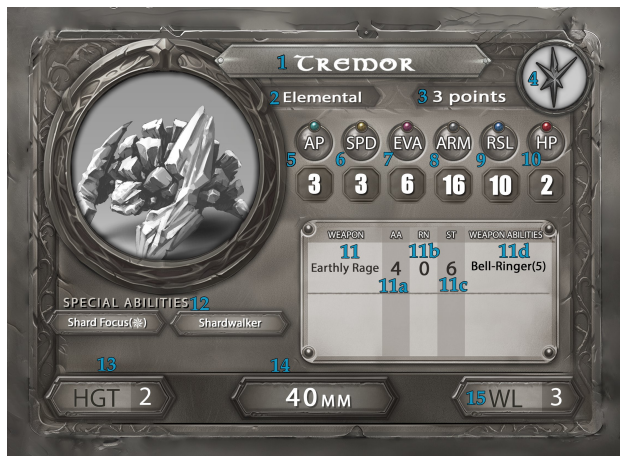 1 TREMOR
4
2 Elemental
3 3 points
AP SPD EVA ARM RSL HP
5 6 7 8 9 10
3 3 6 16 10 2
WEAPON AA RN ST WEAPON ABILITIES
11 11b 11d
Earthly Rage 4 0 6 Bell-Ringer(5)
11a 11c
SPECIAL ABILITIES 12
Shard Focus(❋) Shardwalker
13 14
HGT 2 40MM 15 WL 3